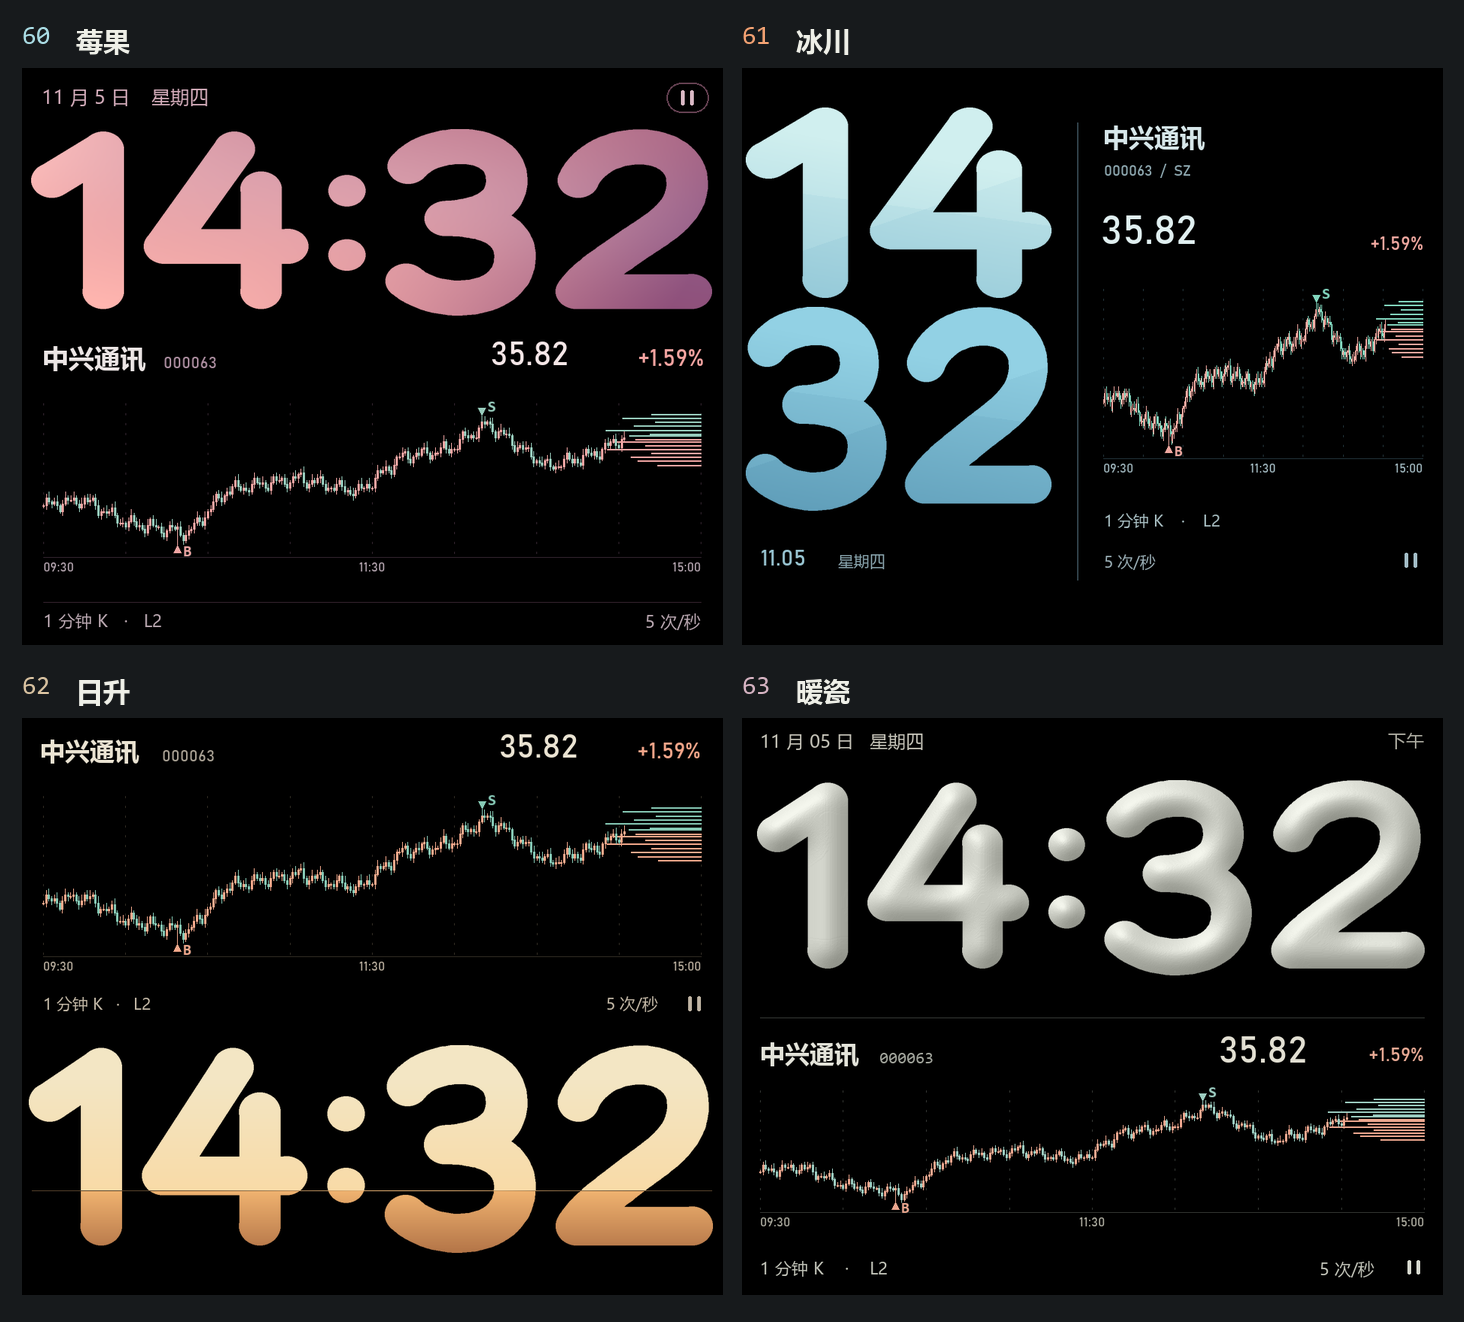 60 莓果
11 月 5 日 星期四
14:32
中兴通讯 000063 35.82 +1.59%
S
B
09:30 11:30 15:00
1 分钟 K · L2 5 次/秒
61 冰川
14
32
11.05 星期四
中兴通讯
000063 / SZ
35.82
+1.59%
S
B
09:30 11:30 15:00
1 分钟 K · L2
5 次/秒
62 日升
中兴通讯 000063 35.82 +1.59%
S
B
09:30 11:30 15:00
1 分钟 K · L2 5 次/秒
14:32
63 暖瓷
11 月 05 日 星期四 下午
14:32
中兴通讯 000063 35.82 +1.59%
S
B
09:30 11:30 15:00
1 分钟 K · L2 5 次/秒